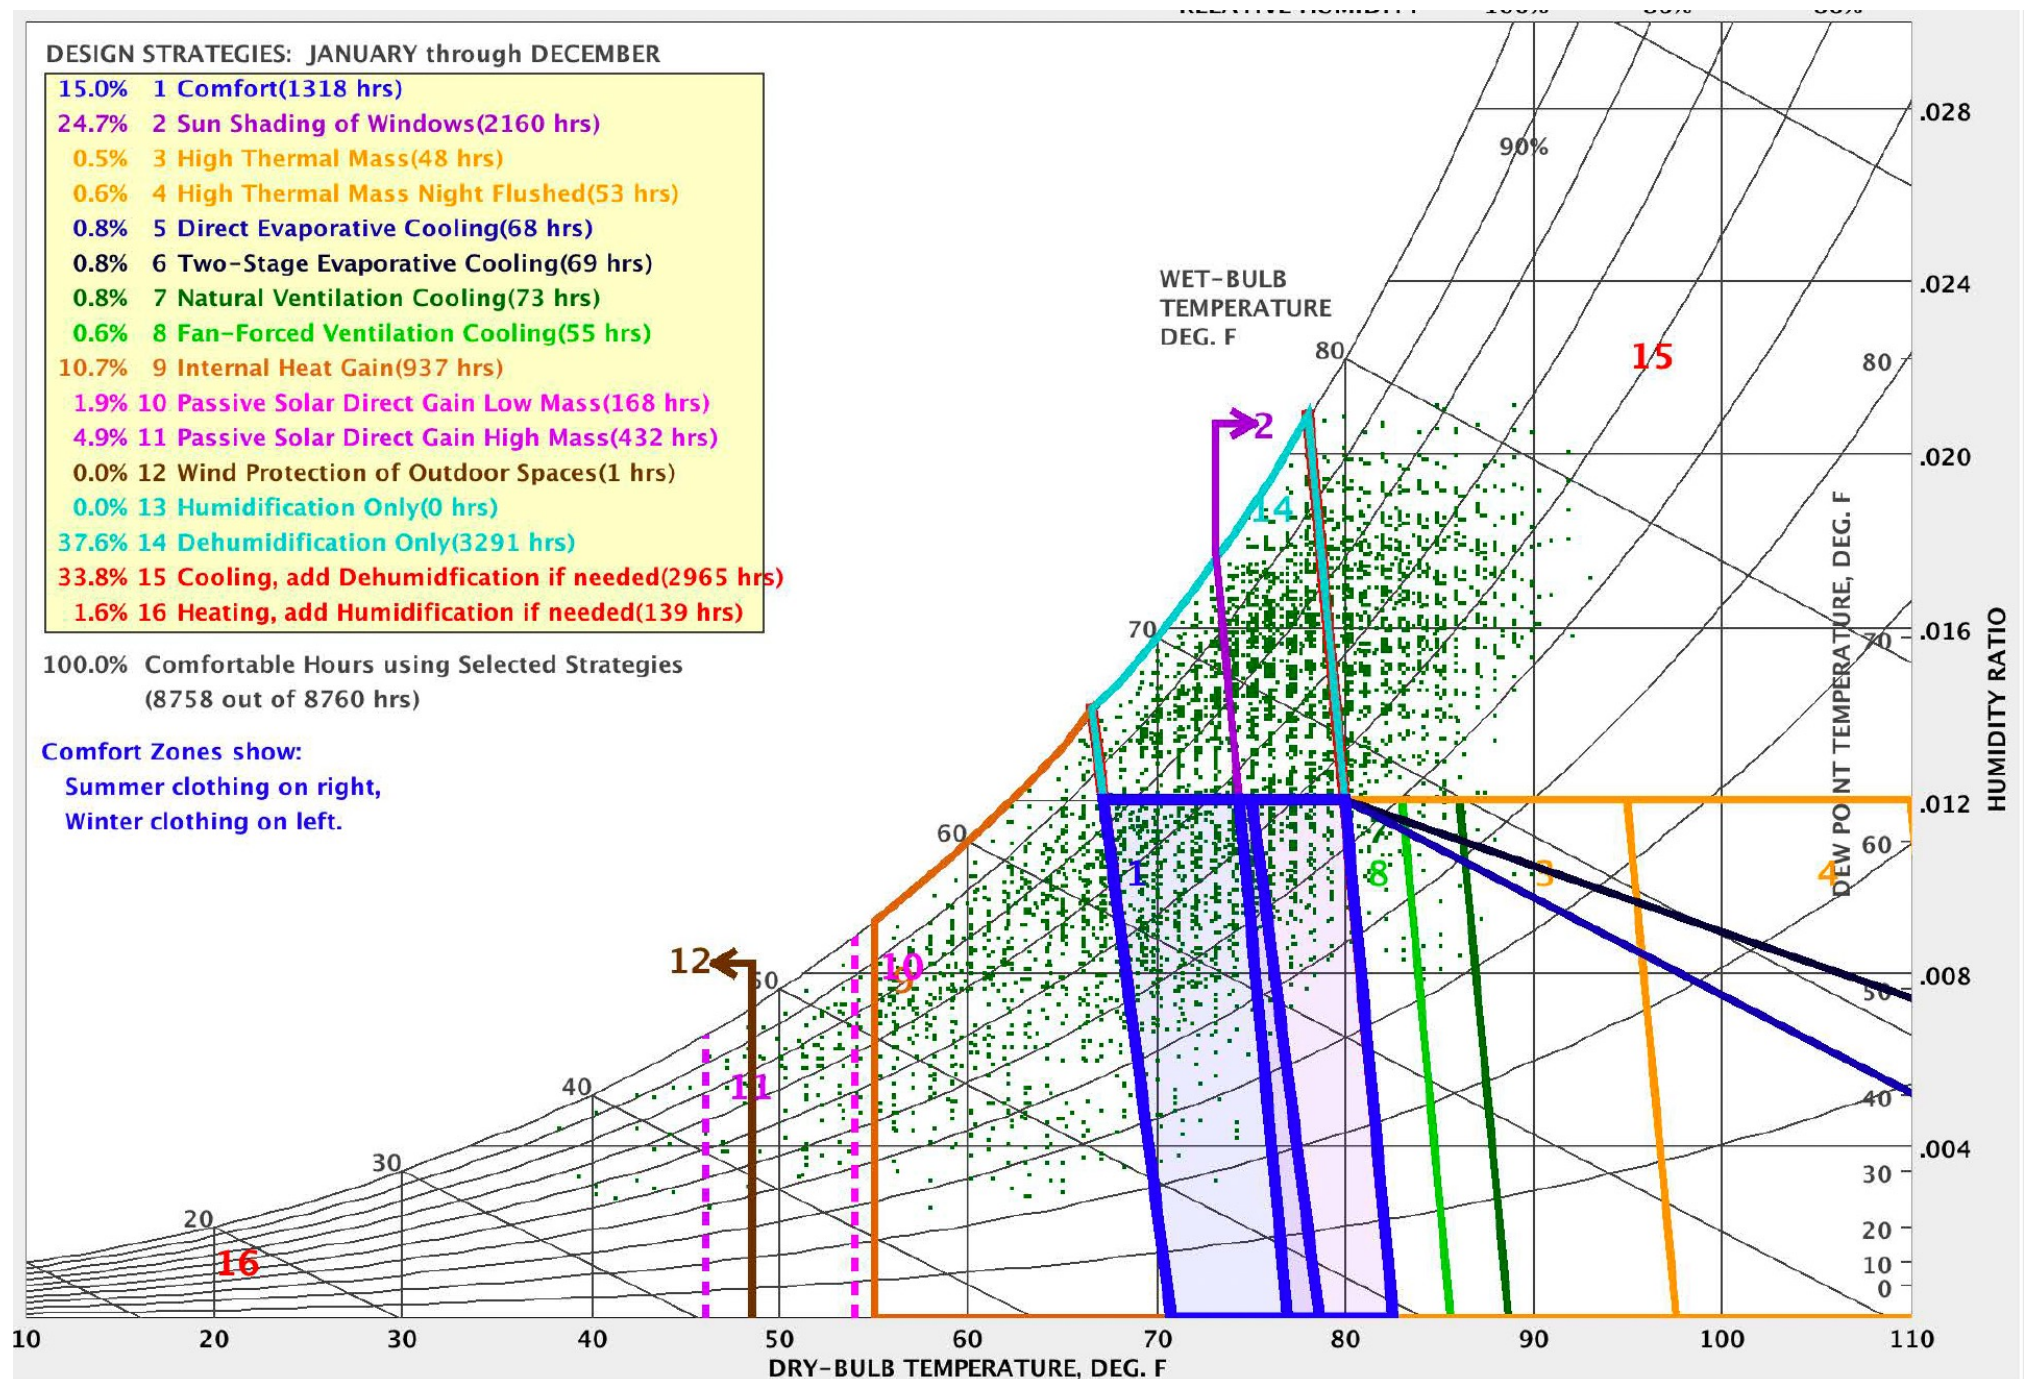 RELATIVE HUMIDITY 100% 80% 60%
DESIGN STRATEGIES: JANUARY through DECEMBER
15.0% 1 Comfort(1318 hrs)
24.7% 2 Sun Shading of Windows(2160 hrs)
0.5% 3 High Thermal Mass(48 hrs)
0.6% 4 High Thermal Mass Night Flushed(53 hrs)
0.8% 5 Direct Evaporative Cooling(68 hrs)
0.8% 6 Two-Stage Evaporative Cooling(69 hrs)
0.8% 7 Natural Ventilation Cooling(73 hrs)
0.6% 8 Fan-Forced Ventilation Cooling(55 hrs)
10.7% 9 Internal Heat Gain(937 hrs)
1.9% 10 Passive Solar Direct Gain Low Mass(168 hrs)
4.9% 11 Passive Solar Direct Gain High Mass(432 hrs)
0.0% 12 Wind Protection of Outdoor Spaces(1 hrs)
0.0% 13 Humidification Only(0 hrs)
37.6% 14 Dehumidification Only(3291 hrs)
33.8% 15 Cooling, add Dehumidfication if needed(2965 hrs)
1.6% 16 Heating, add Humidification if needed(139 hrs)
100.0% Comfortable Hours using Selected Strategies
(8758 out of 8760 hrs)
Comfort Zones show:
Summer clothing on right,
Winter clothing on left.
90%
WET-BULB
TEMPERATURE
DEG. F
80
70
60
50
40
30
20
2
14
15
1
7
8
3
4
10
9
12
11
16
.028
.024
.020
.016
.012
.008
.004
80
70
60
50
40
30
20
10
0
DEW POINT TEMPERATURE, DEG. F
HUMIDITY RATIO
10 20 30 40 50 60 70 80 90 100 110
DRY-BULB TEMPERATURE, DEG. F